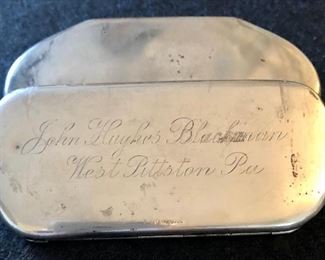 John Hughes Blackman
West Pittston Pa